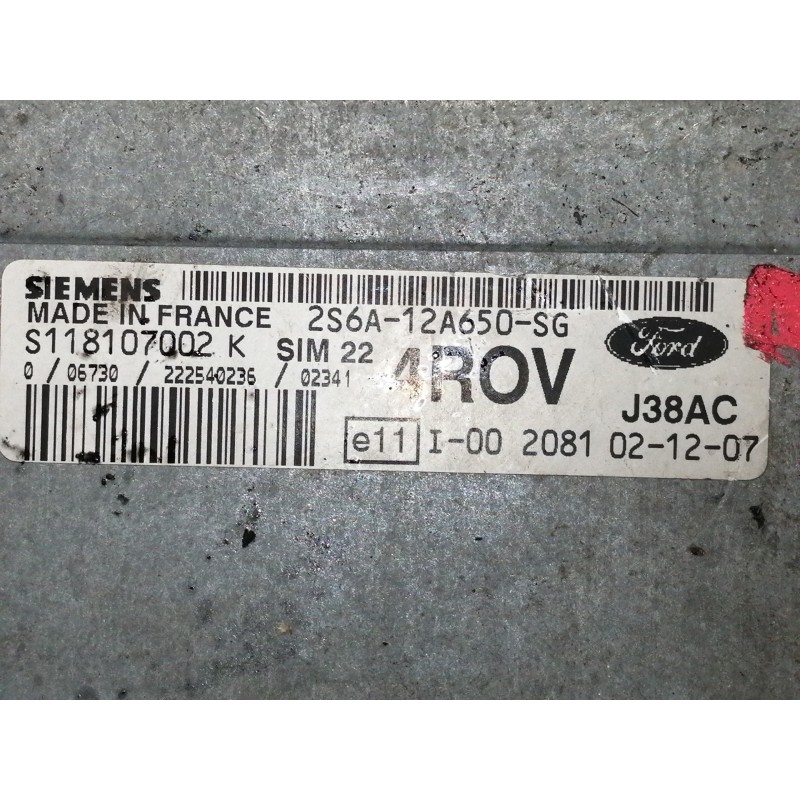 SIEMENS
MADE IN FRANCE 2S6A-12A650-SG
S118107002 K SIM 22 4ROV Ford
0 / 06730 / 222540236 / 02341
J38AC
e11 I-00 2081 02-12-07